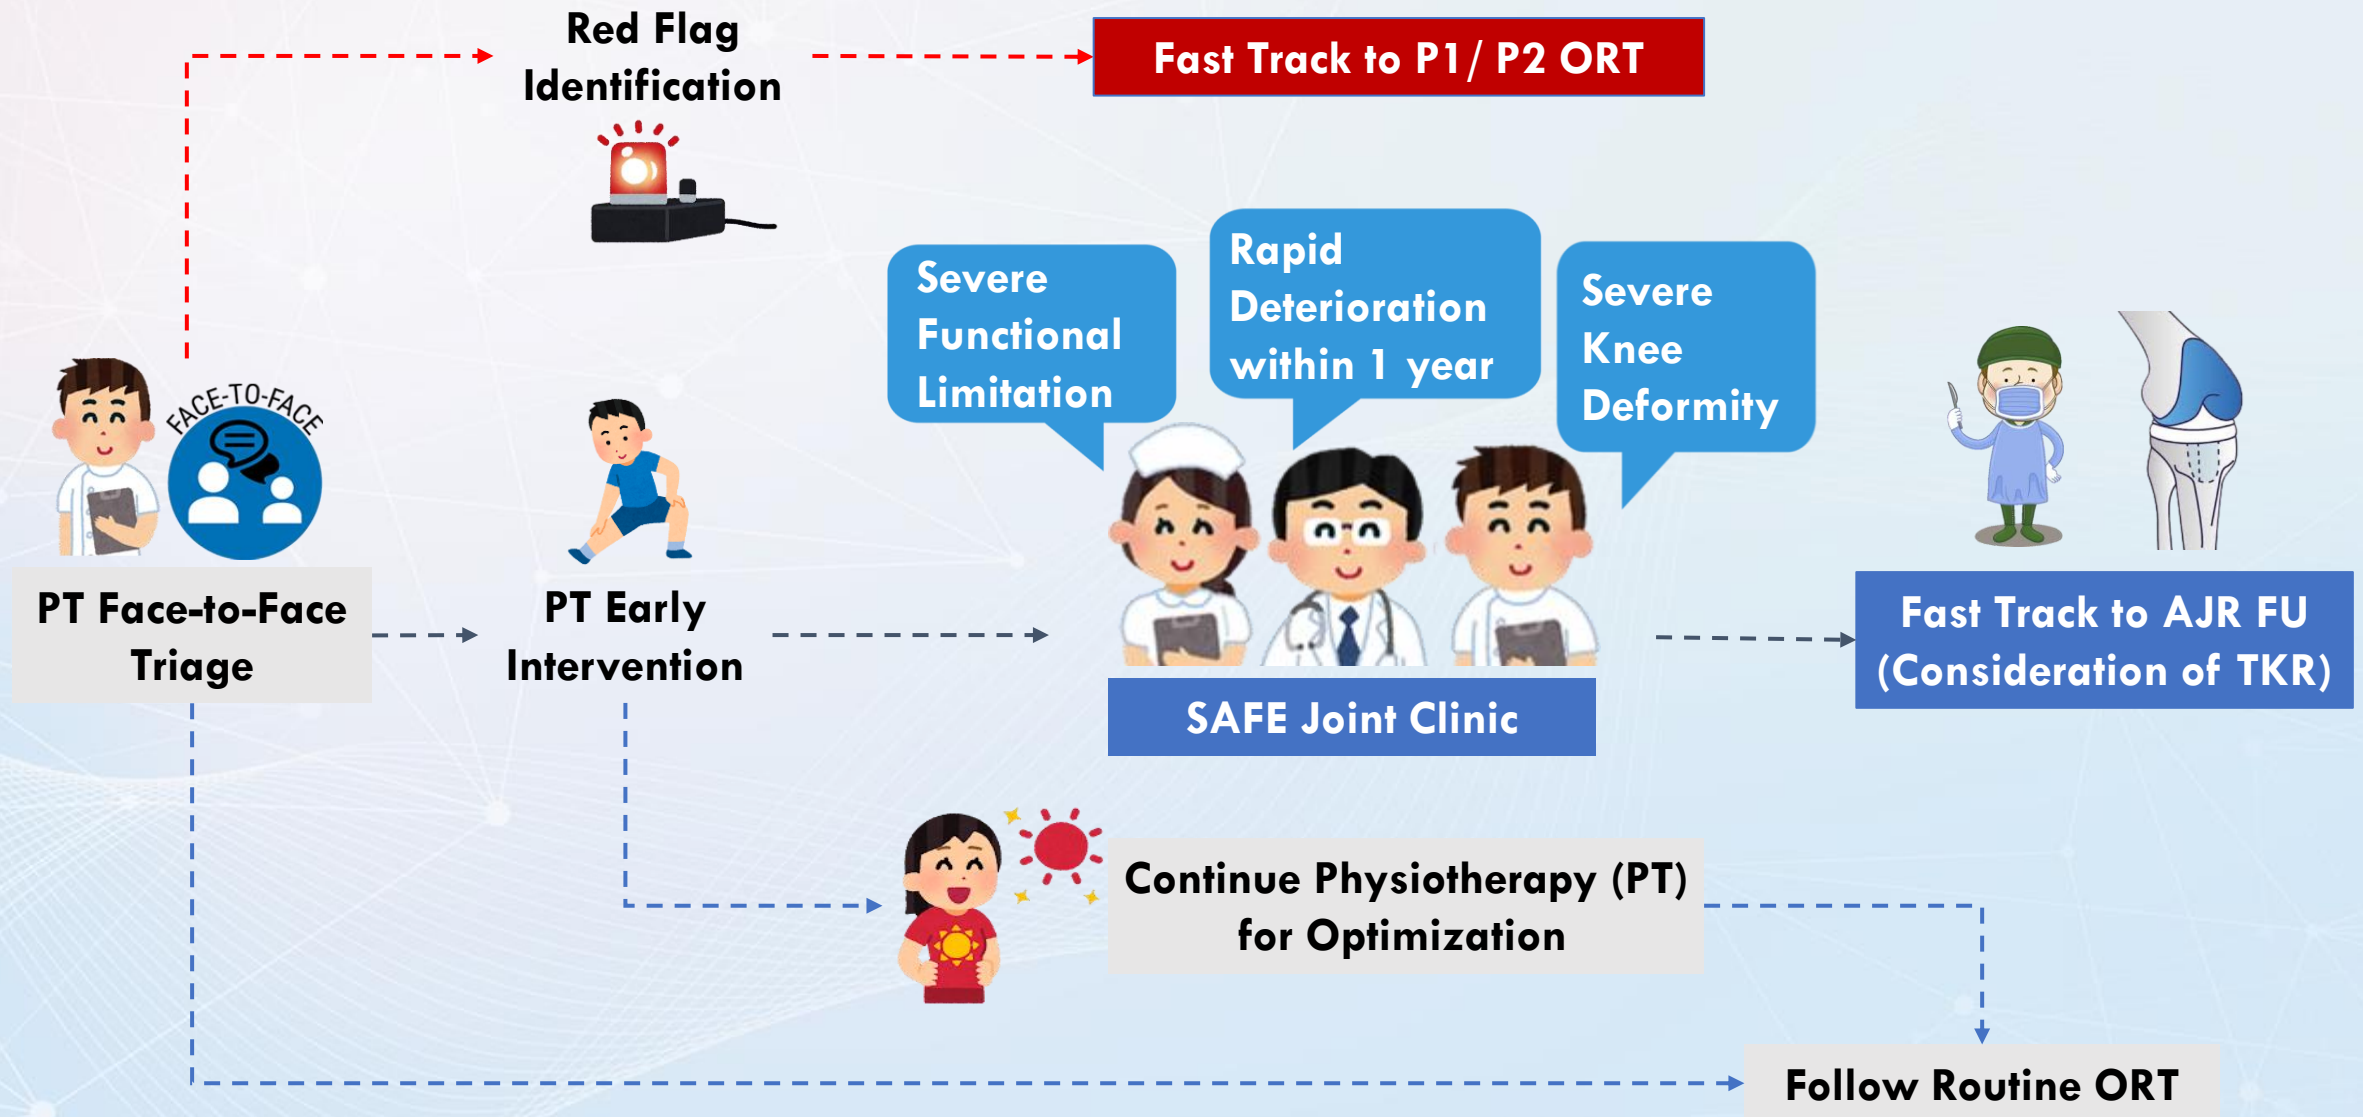 Red Flag
Identification
Fast Track to P1/ P2 ORT
Severe
Functional
Limitation
Rapid
Deterioration
within 1 year
Severe
Knee
Deformity
FACE-TO-FACE
PT Face-to-Face
Triage
PT Early
Intervention
SAFE Joint Clinic
Fast Track to AJR FU
(Consideration of TKR)
Continue Physiotherapy (PT)
for Optimization
Follow Routine ORT